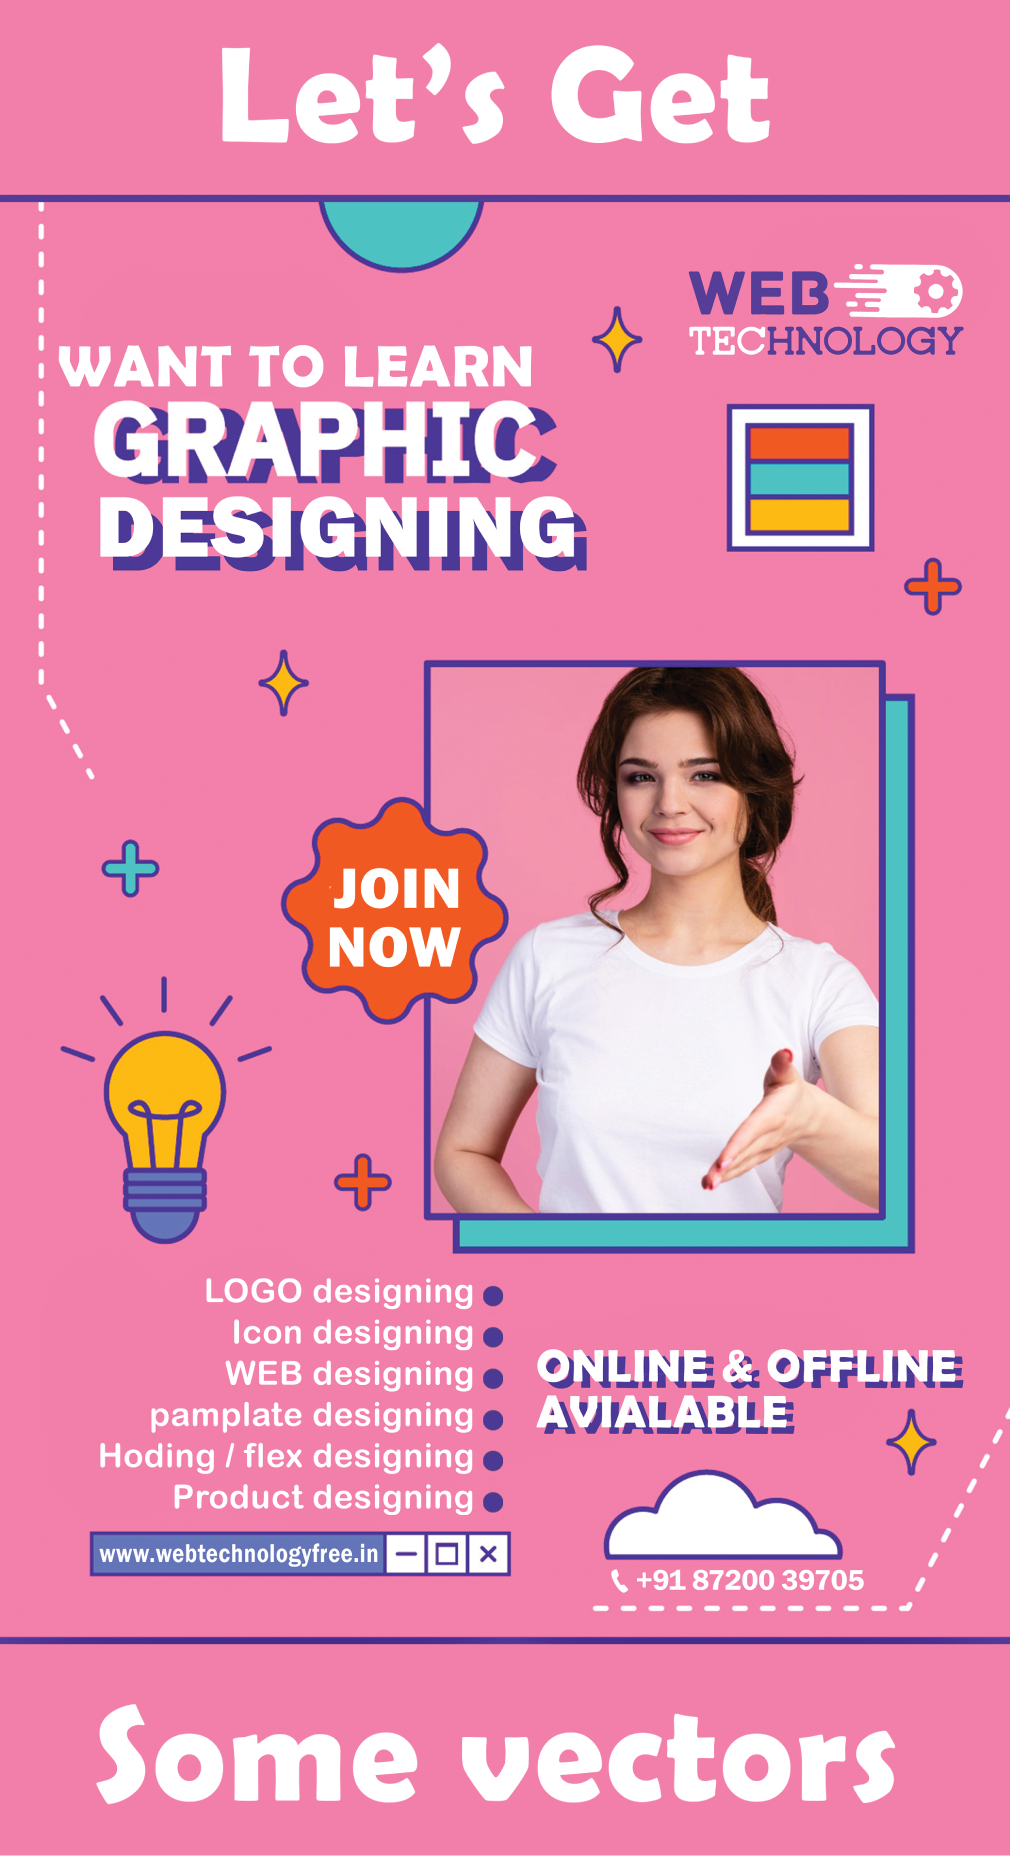 Let's Get
WEB
TECHNOLOGY
WANT TO LEARN
GRAPHIC
DESIGNING
JOIN
NOW
LOGO designing
Icon designing
WEB designing
pamplate designing
Hoding / flex designing
Product designing
www.webtechnologyfree.in
ONLINE & OFFLINE
AVIALABLE
+91 87200 39705
Some vectors